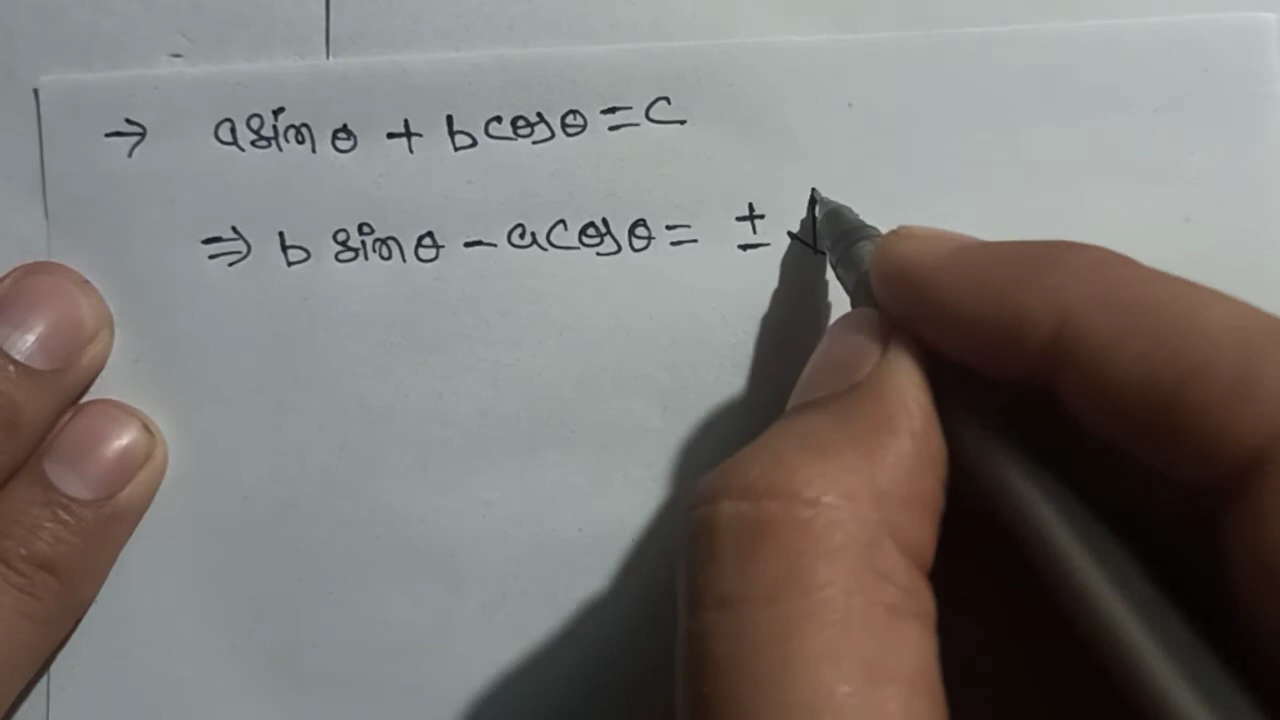 → a sinθ + b cosθ = c
⇒ b sinθ - a cosθ = ± √